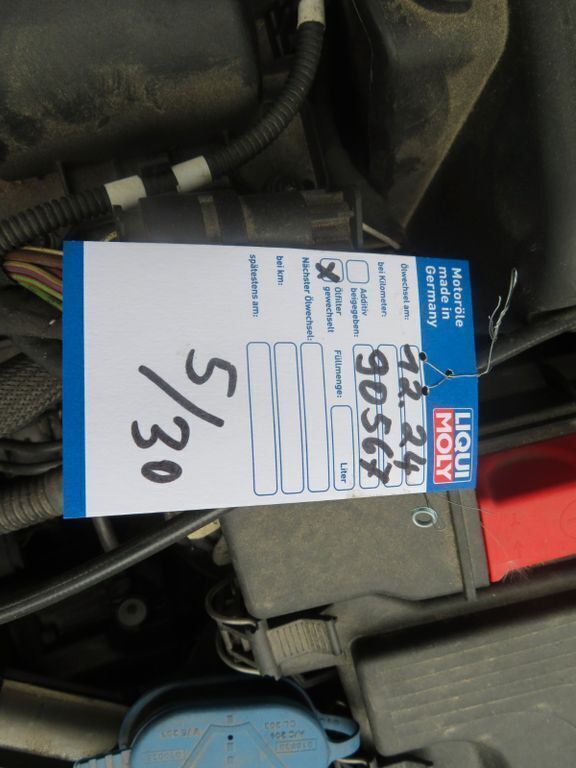 Motoröle
made in
Germany
LIQUI
MOLY
Ölwechsel am:
12.24
bei Kilometer:
90567
Additiv
beigegeben:
x Ölfilter
gewechselt
Füllmenge:
Liter
Nächster Ölwechsel:
bei km:
spätestens am:
5/30